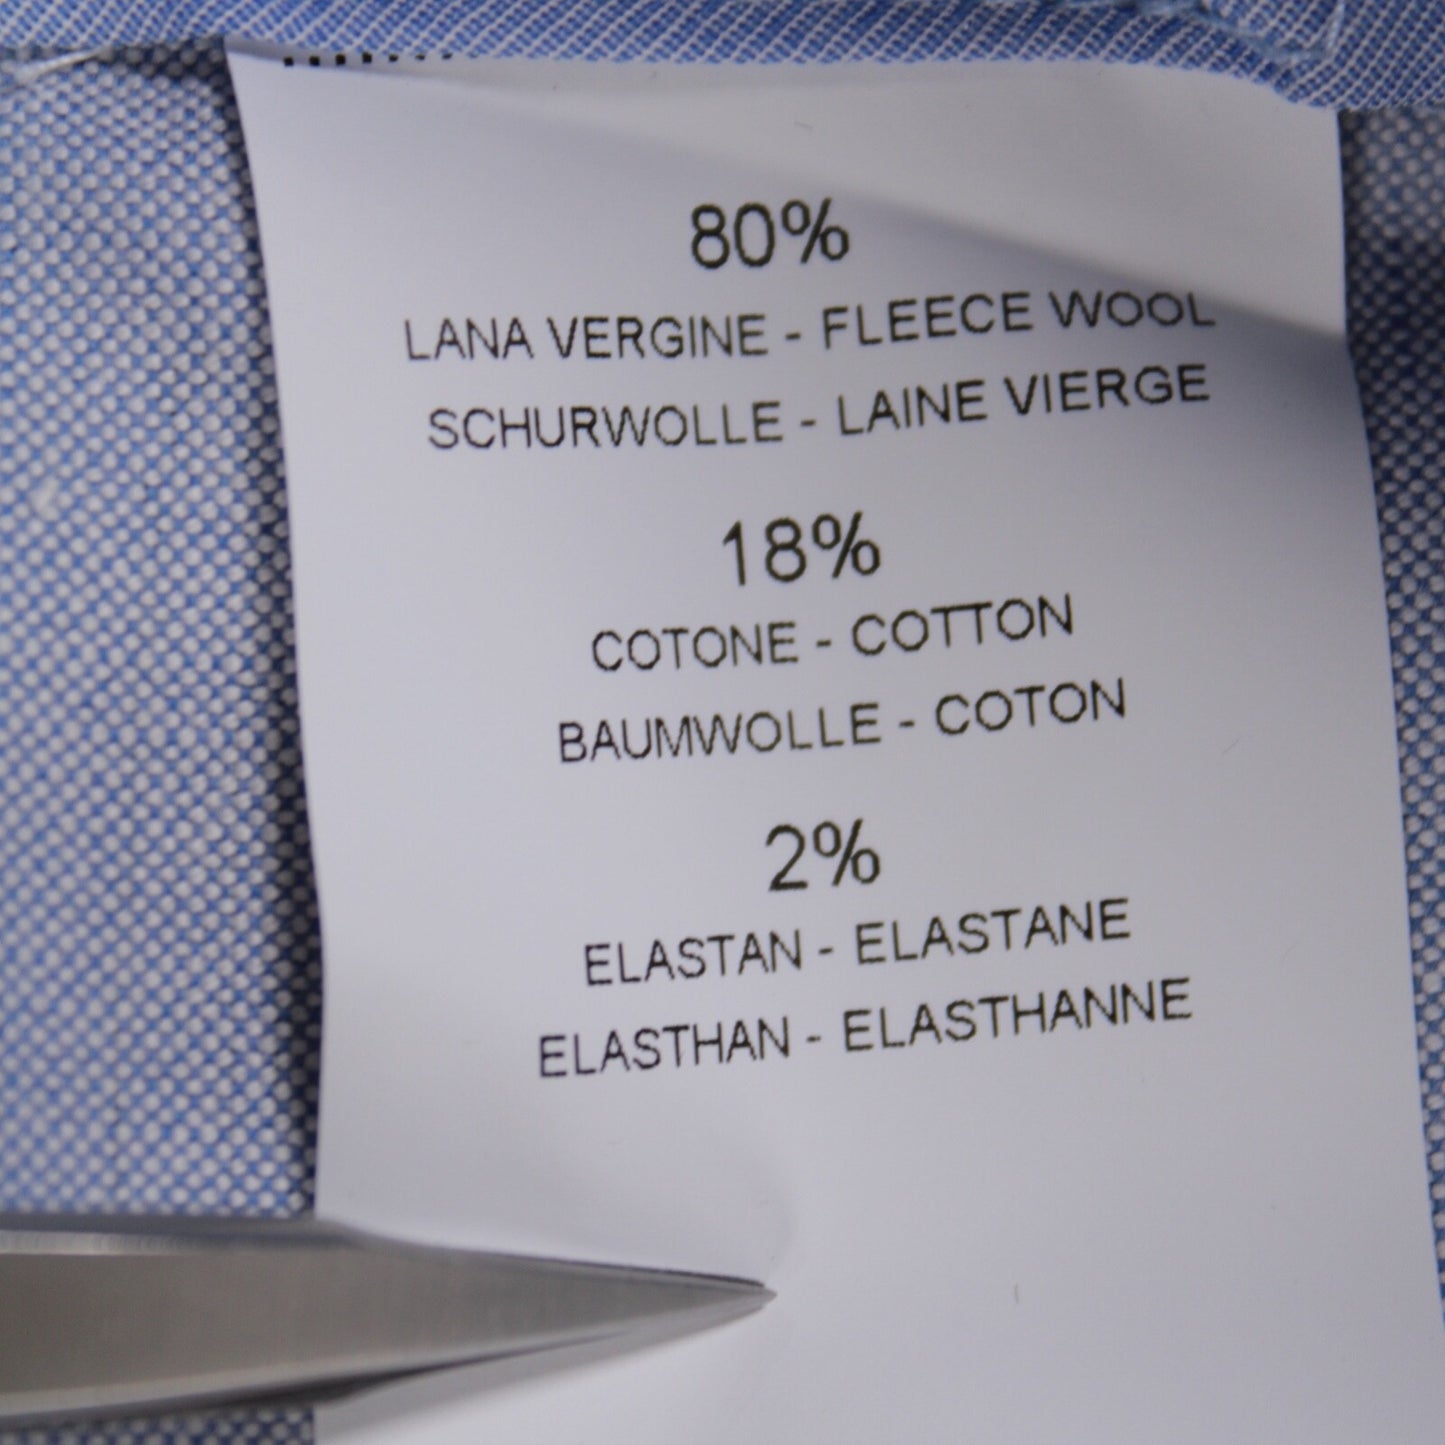 80%
LANA VERGINE - FLEECE WOOL
SCHURWOLLE - LAINE VIERGE
18%
COTONE - COTTON
BAUMWOLLE - COTON
2%
ELASTAN - ELASTANE
ELASTHAN - ELASTHANNE